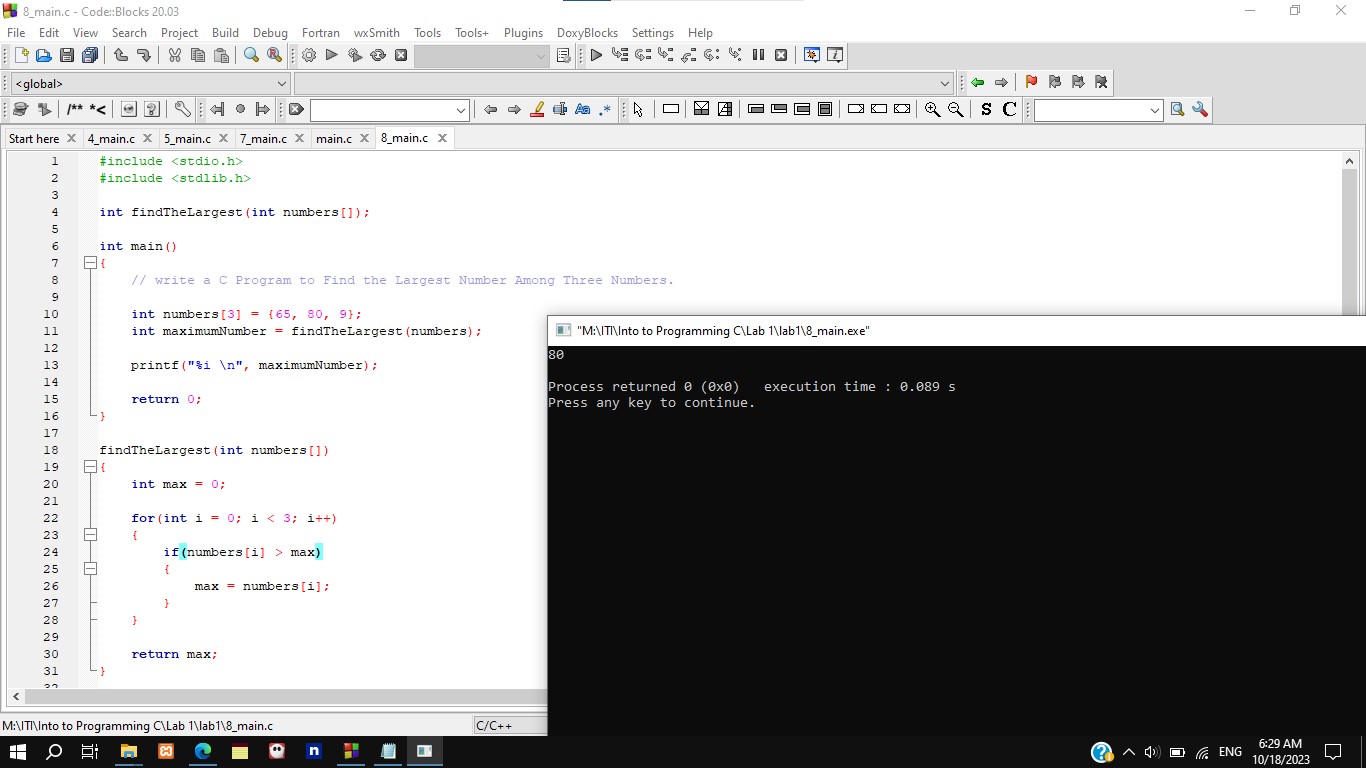 8_main.c - Code::Blocks 20.03
File Edit View Search Project Build Debug Fortran wxSmith Tools Tools+ Plugins DoxyBlocks Settings Help
<global>
/** *<
Aa .*
S C
Start here 4_main.c 5_main.c 7_main.c main.c 8_main.c
1 #include <stdio.h>
2 #include <stdlib.h>
3
4 int findTheLargest(int numbers[]);
5
6 int main()
7 {
8 // write a C Program to Find the Largest Number Among Three Numbers.
9
10 int numbers[3] = {65, 80, 9};
11 int maximumNumber = findTheLargest(numbers);
12
13 printf("%i \n", maximumNumber);
14
15 return 0;
16 }
17
18 findTheLargest(int numbers[])
19 {
20 int max = 0;
21
22 for(int i = 0; i < 3; i++)
23 {
24 if(numbers[i] > max)
25 {
26 max = numbers[i];
27 }
28 }
29
30 return max;
31 }
32
"M:\ITI\Into to Programming C\Lab 1\lab1\8_main.exe"
80
Process returned 0 (0x0) execution time : 0.089 s
Press any key to continue.
M:\ITI\Into to Programming C\Lab 1\lab1\8_main.c
C/C++
n
ENG
6:29 AM
10/18/2023